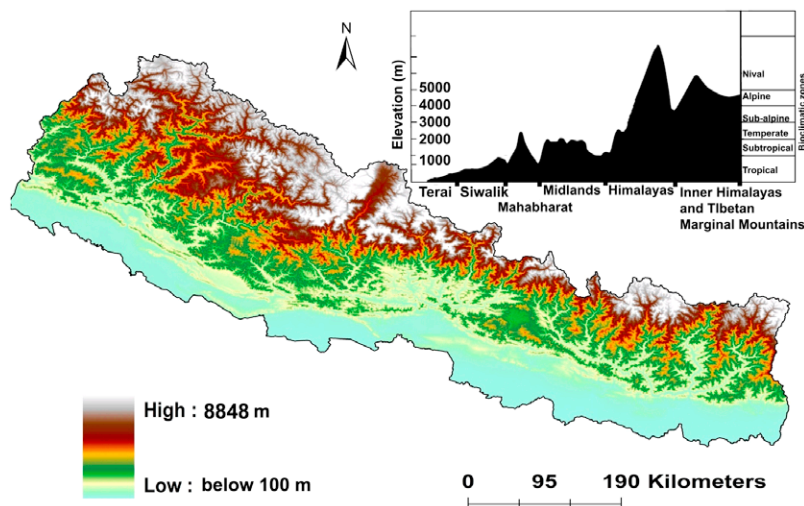 N
Elevation (m)
5000
4000
3000
2000
1000
Nival
Alpine
Sub-alpine
Temperate
Subtropical
Tropical
Bioclimatic zones
Terai Siwalik Mahabharat Midlands Himalayas Inner Himalayas
and TIbetan
Marginal Mountains
High : 8848 m
Low : below 100 m
0 95 190 Kilometers